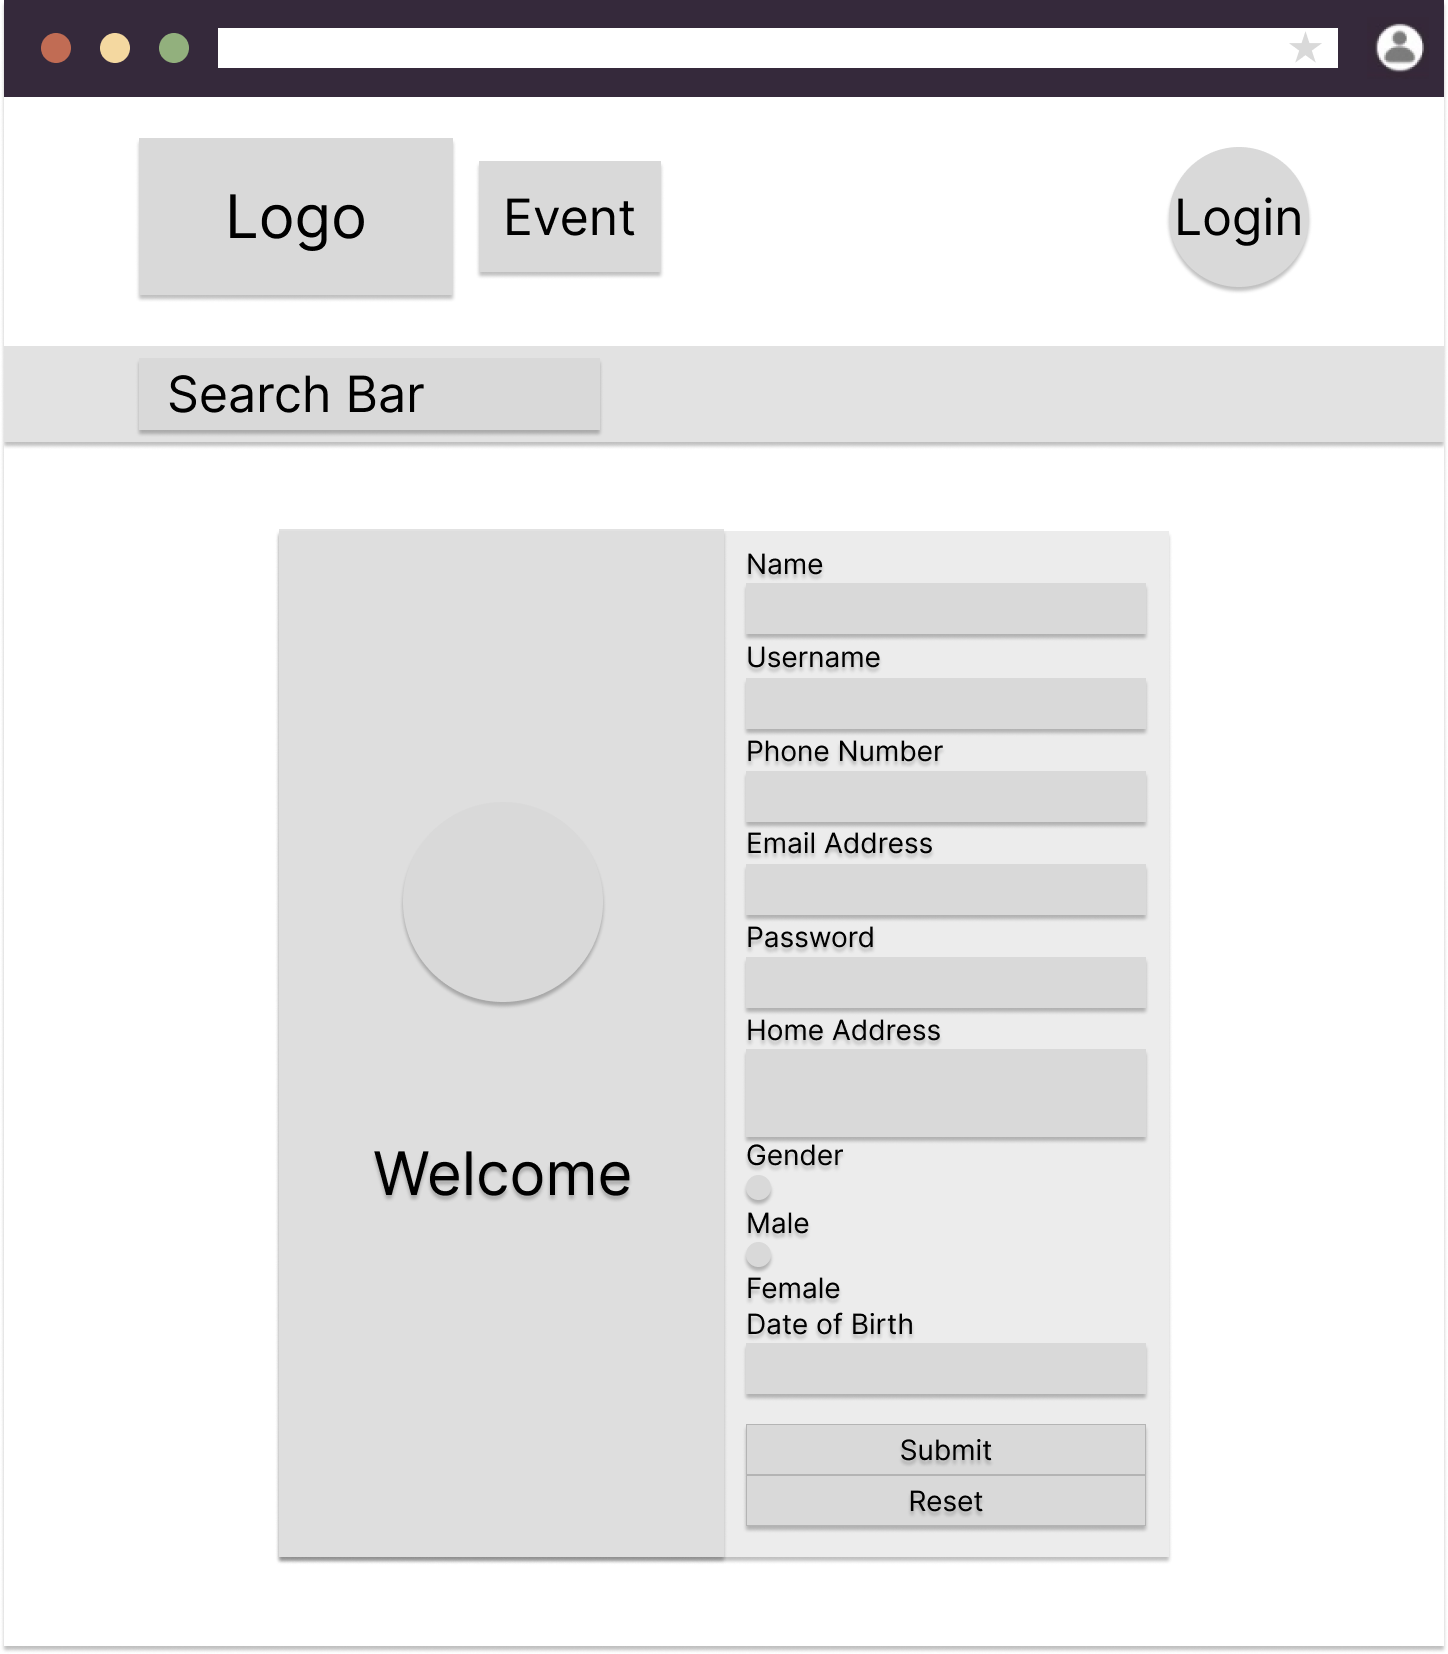 Logo
Event
Login
Search Bar
Welcome
Name
Username
Phone Number
Email Address
Password
Home Address
Gender
Male
Female
Date of Birth
Submit
Reset